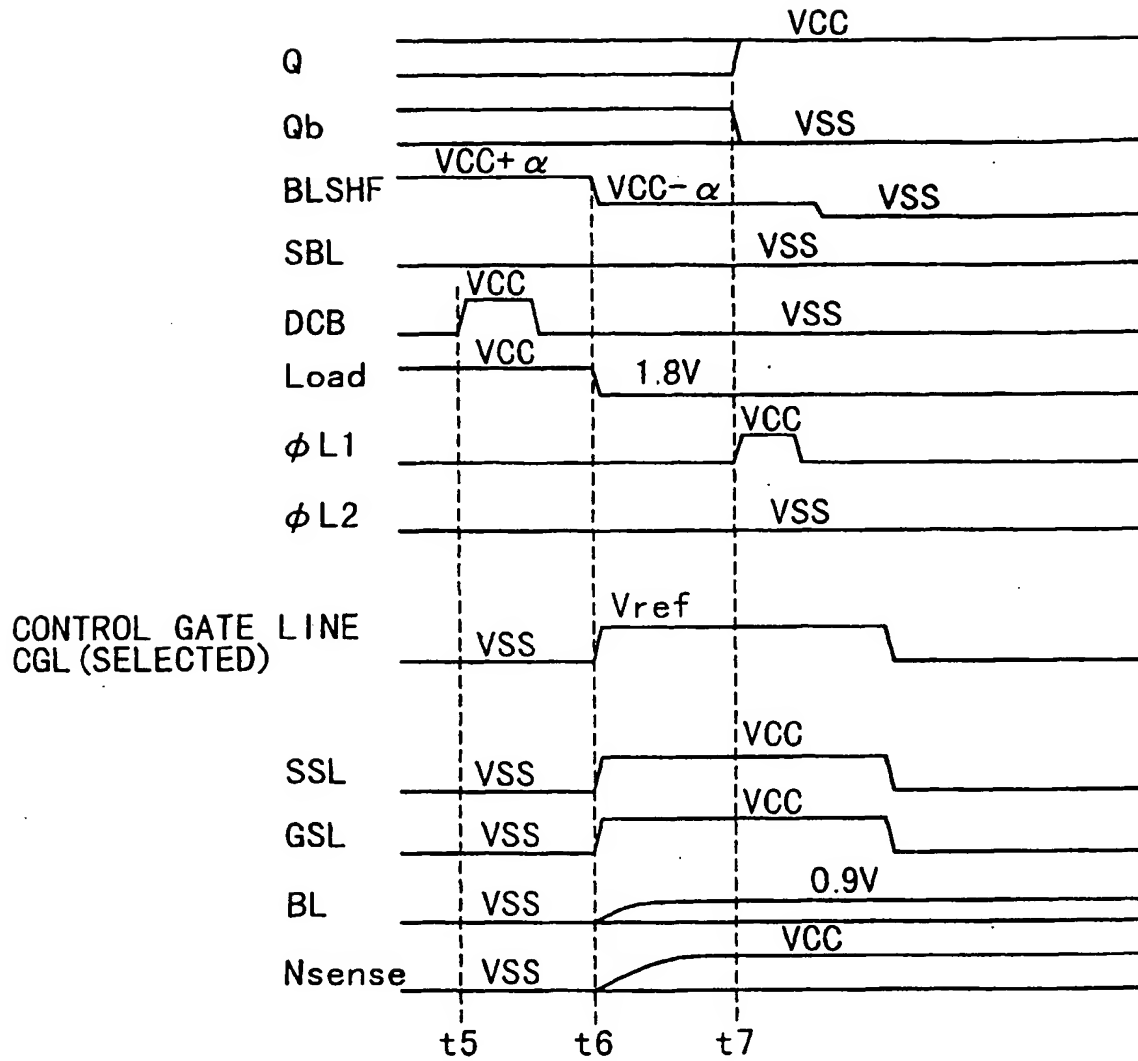 VCC
Q
Qb VSS
VCC+α
BLSHF VCC-α VSS
SBL VSS
VCC
DCB VSS
VCC
Load 1.8V
VCC
φL1
φL2 VSS
Vref
CONTROL GATE LINE
CGL(SELECTED) VSS
VCC
SSL VSS
VCC
GSL VSS
0.9V
BL VSS
VCC
Nsense VSS
t5 t6 t7